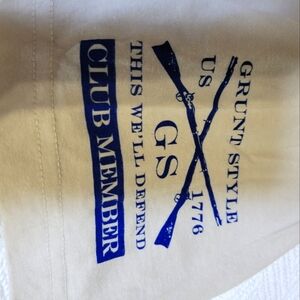 GRUNT STYLE
US 1776
GS
THIS WE'LL DEFEND
CLUB MEMBER